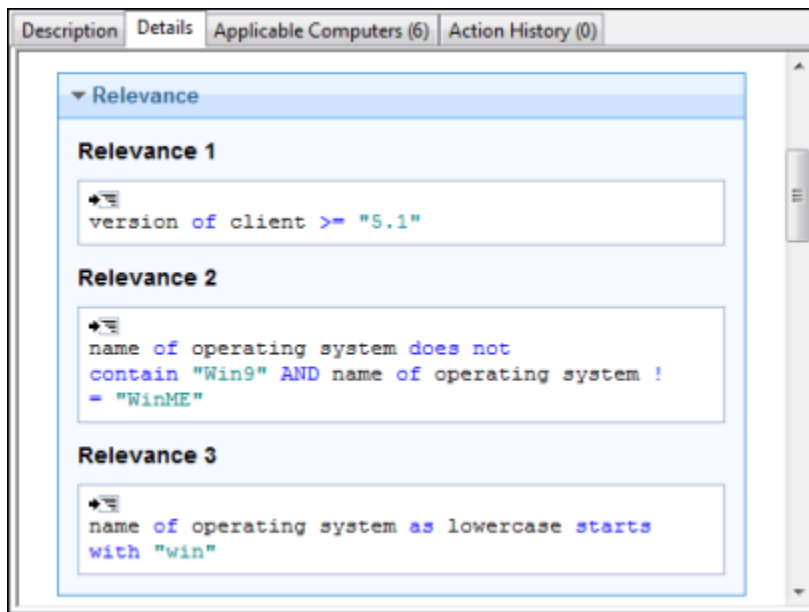 Description Details Applicable Computers (6) Action History (0)
Relevance
Relevance 1
version of client >= "5.1"
Relevance 2
name of operating system does not
contain "Win9" AND name of operating system !
= "WinME"
Relevance 3
name of operating system as lowercase starts
with "win"